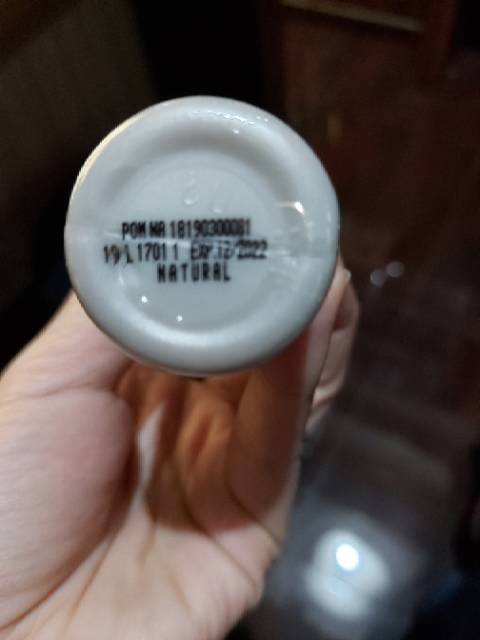 POM NA 18190300081
19 L 1701 1 EXP.12/2022
NATURAL